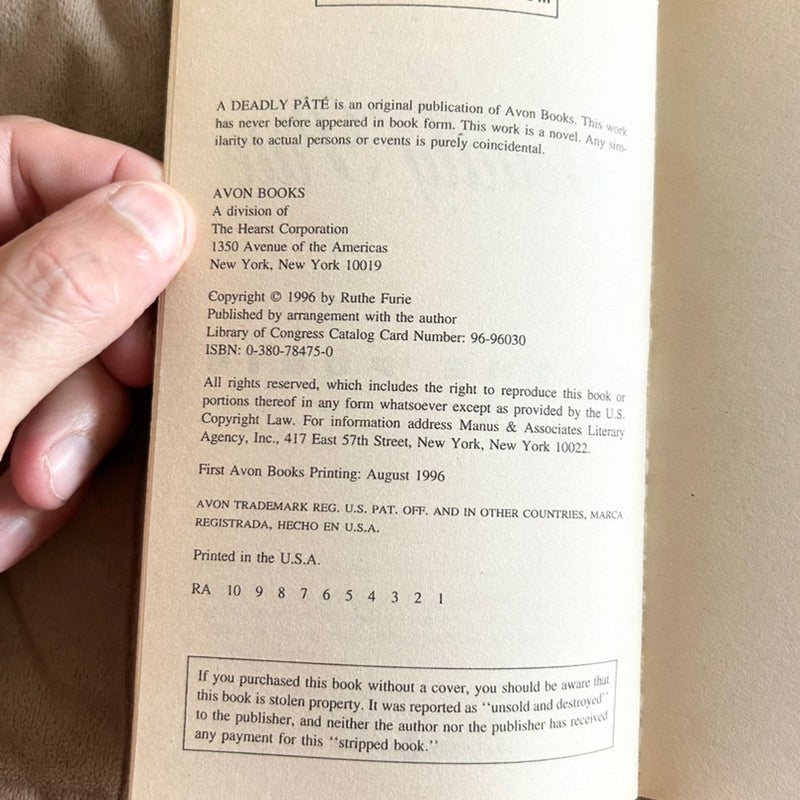 A DEADLY PÂTÉ is an original publication of Avon Books. This work
has never before appeared in book form. This work is a novel. Any sim-
ilarity to actual persons or events is purely coincidental.
AVON BOOKS
A division of
The Hearst Corporation
1350 Avenue of the Americas
New York, New York 10019
Copyright © 1996 by Ruthe Furie
Published by arrangement with the author
Library of Congress Catalog Card Number: 96-96030
ISBN: 0-380-78475-0
All rights reserved, which includes the right to reproduce this book or
portions thereof in any form whatsoever except as provided by the U.S.
Copyright Law. For information address Manus & Associates Literary
Agency, Inc., 417 East 57th Street, New York, New York 10022.
First Avon Books Printing: August 1996
AVON TRADEMARK REG. U.S. PAT. OFF. AND IN OTHER COUNTRIES, MARCA
REGISTRADA, HECHO EN U.S.A.
Printed in the U.S.A.
RA 10 9 8 7 6 5 4 3 2 1
If you purchased this book without a cover, you should be aware that
this book is stolen property. It was reported as "unsold and destroyed"
to the publisher, and neither the author nor the publisher has received
any payment for this "stripped book."